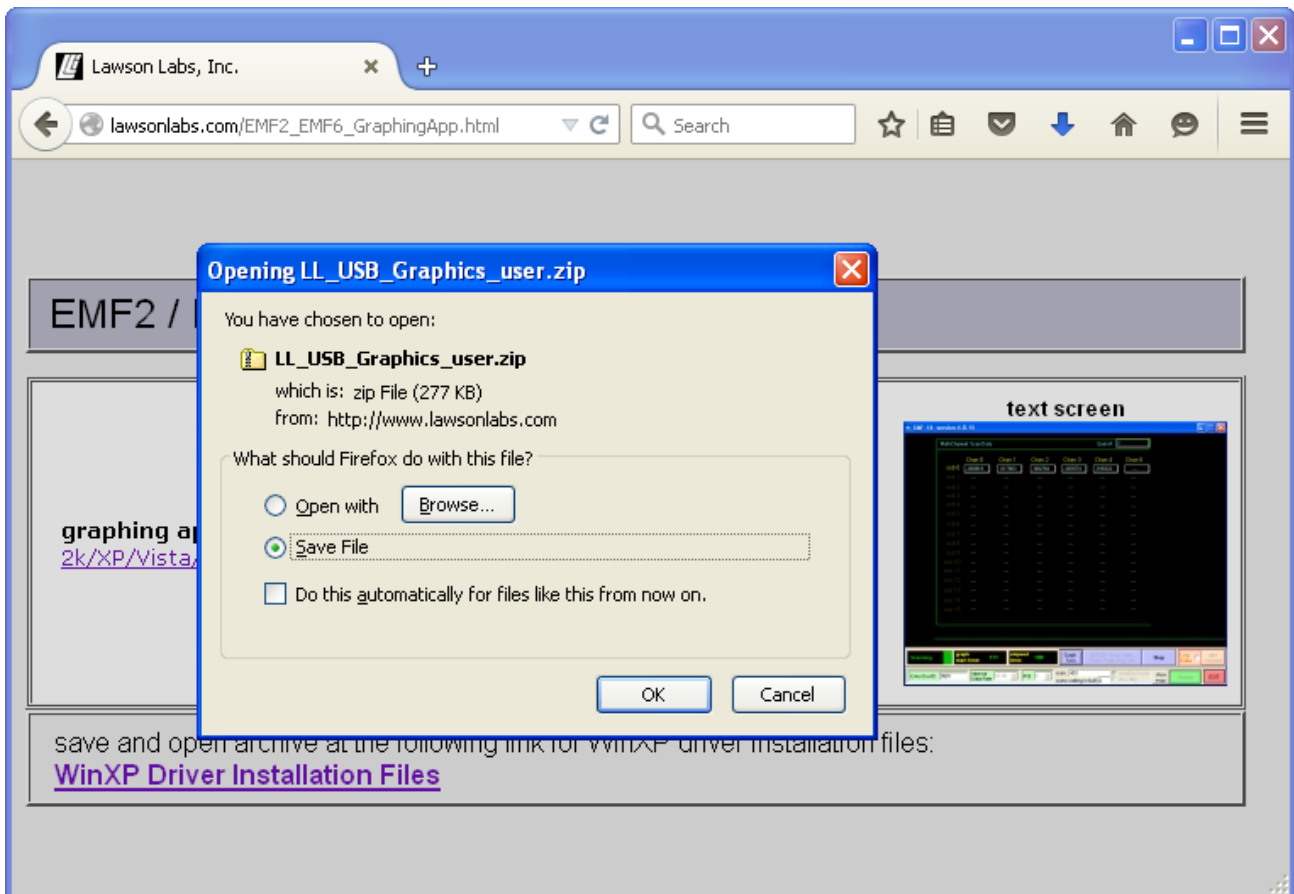 Lawson Labs, Inc.
lawsonlabs.com/EMF2_EMF6_GraphingApp.html
Search
Opening LL_USB_Graphics_user.zip
EMF2 /
You have chosen to open:
LL_USB_Graphics_user.zip
which is: zip File (277 KB)
from: http://www.lawsonlabs.com
What should Firefox do with this file?
Open with Browse...
Save File
Do this automatically for files like this from now on.
OK Cancel
graphing
2k/XP/Vista/
text screen
save and open archive at the following link for WinXP driver installation files:
WinXP Driver Installation Files